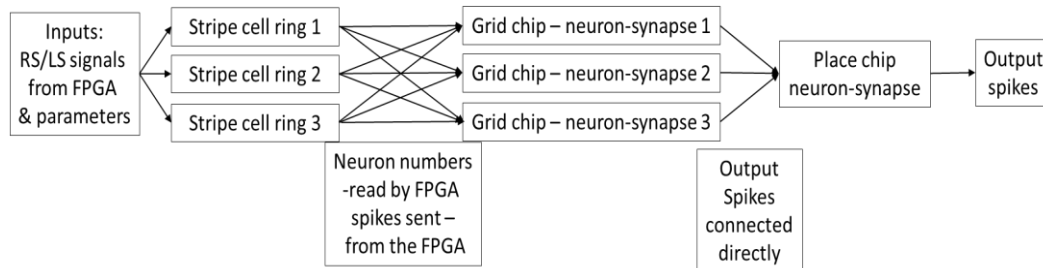 Inputs:
RS/LS signals
from FPGA
& parameters
Stripe cell ring 1
Stripe cell ring 2
Stripe cell ring 3
Neuron numbers
-read by FPGA
spikes sent –
from the FPGA
Grid chip – neuron-synapse 1
Grid chip – neuron-synapse 2
Grid chip – neuron-synapse 3
Output
Spikes
connected
directly
Place chip
neuron-synapse
Output
spikes